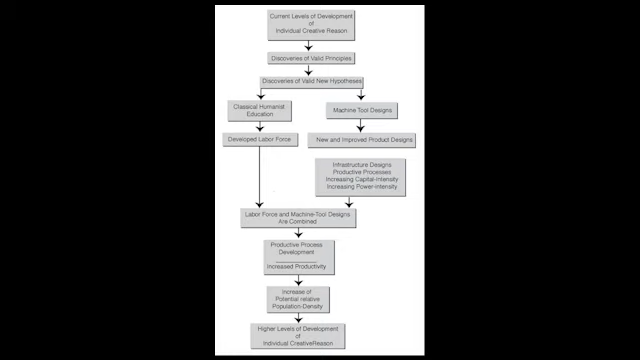 Current Levels of Development
of
Individual Creative Reason
Discoveries of Valid Principles
Discoveries of Valid New Hypotheses
Classical Humanist
Education
Machine Tool Designs
Developed Labor Force
New and Improved Product Designs
Infrastructure Designs
Productive Processes
Increasing Capital-Intensity
Increasing Power-Intensity
Labor Force and Machine-Tool Designs
Are Combined
Productive Process
Development
Increased Productivity
Increase of
Potential relative
Population-Density
Higher Levels of Development
of
Individual CreativeReason